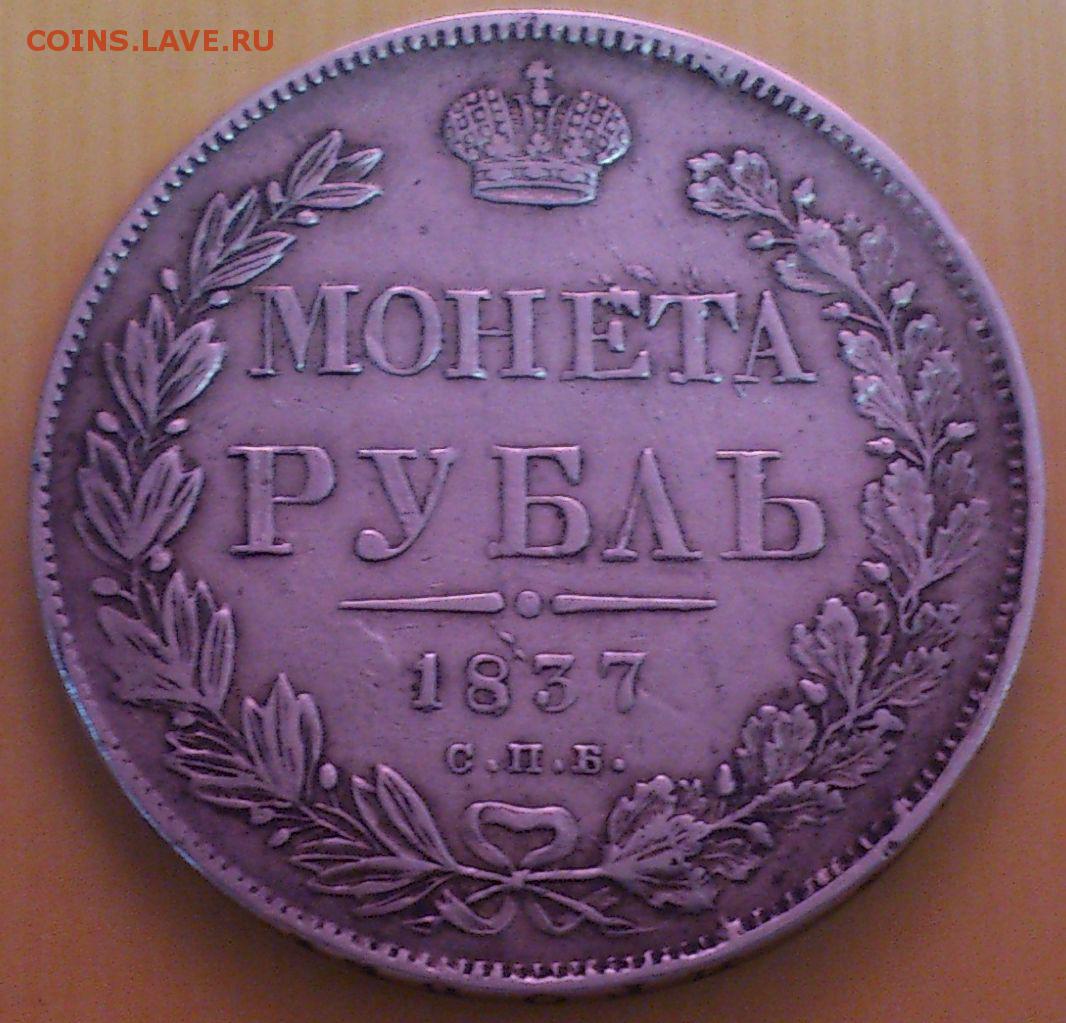 COINS.LAVE.RU
МОНЕТА
РУБЛЬ
1837
С.П.Б.